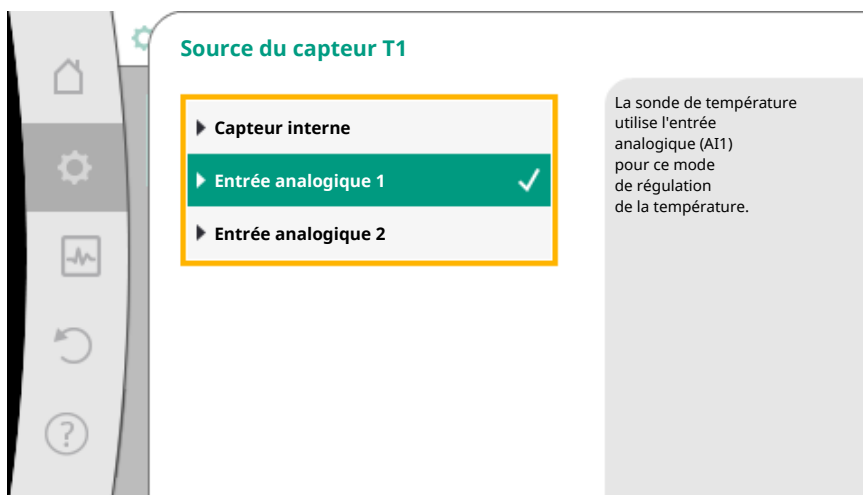 Source du capteur T1
Capteur interne
Entrée analogique 1
Entrée analogique 2
La sonde de température
utilise l'entrée
analogique (AI1)
pour ce mode
de régulation
de la température.